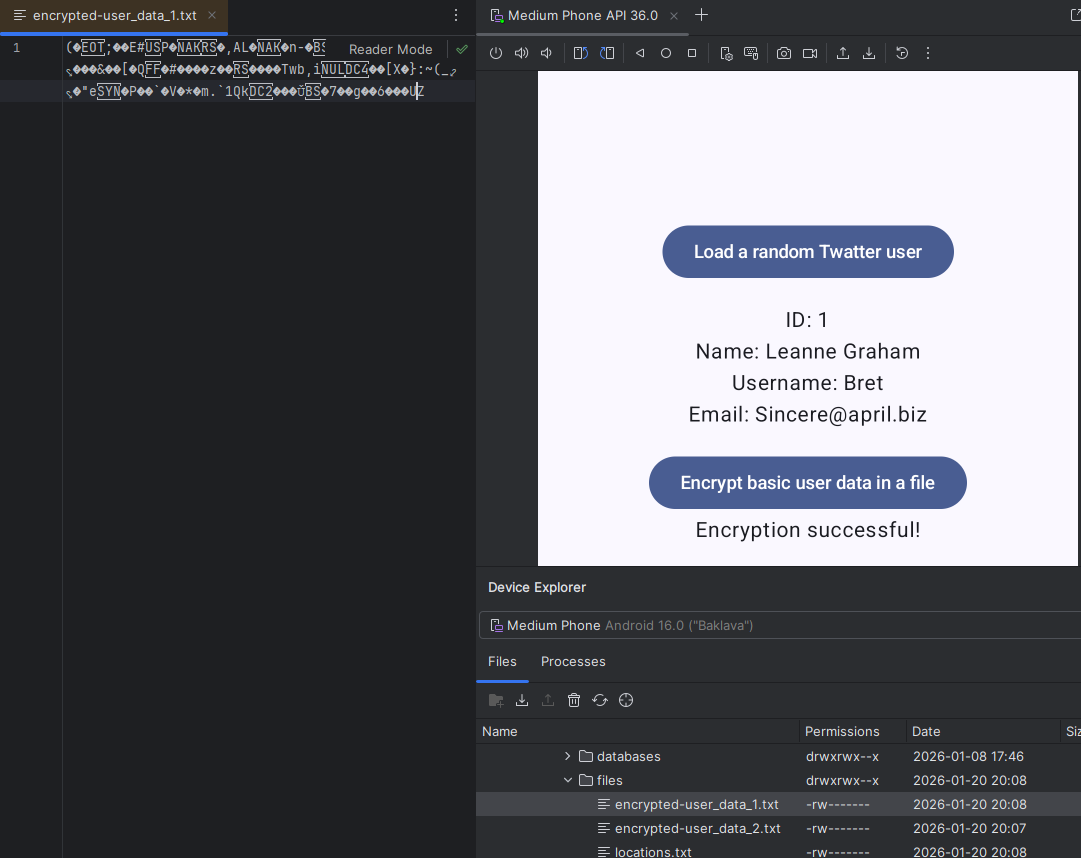 encrypted-user_data_1.txt
Medium Phone API 36.0
1
Reader Mode
Load a random Twatter user
ID: 1
Name: Leanne Graham
Username: Bret
Email: Sincere@april.biz
Encrypt basic user data in a file
Encryption successful!
Device Explorer
Medium Phone Android 16.0 ("Baklava")
Files Processes
Name Permissions Date
databases drwxrwx--x 2026-01-08 17:46
files drwxrwx--x 2026-01-20 20:08
encrypted-user_data_1.txt -rw------- 2026-01-20 20:08
encrypted-user_data_2.txt -rw------- 2026-01-20 20:07
locations.txt -rw------- 2026-01-20 20:08